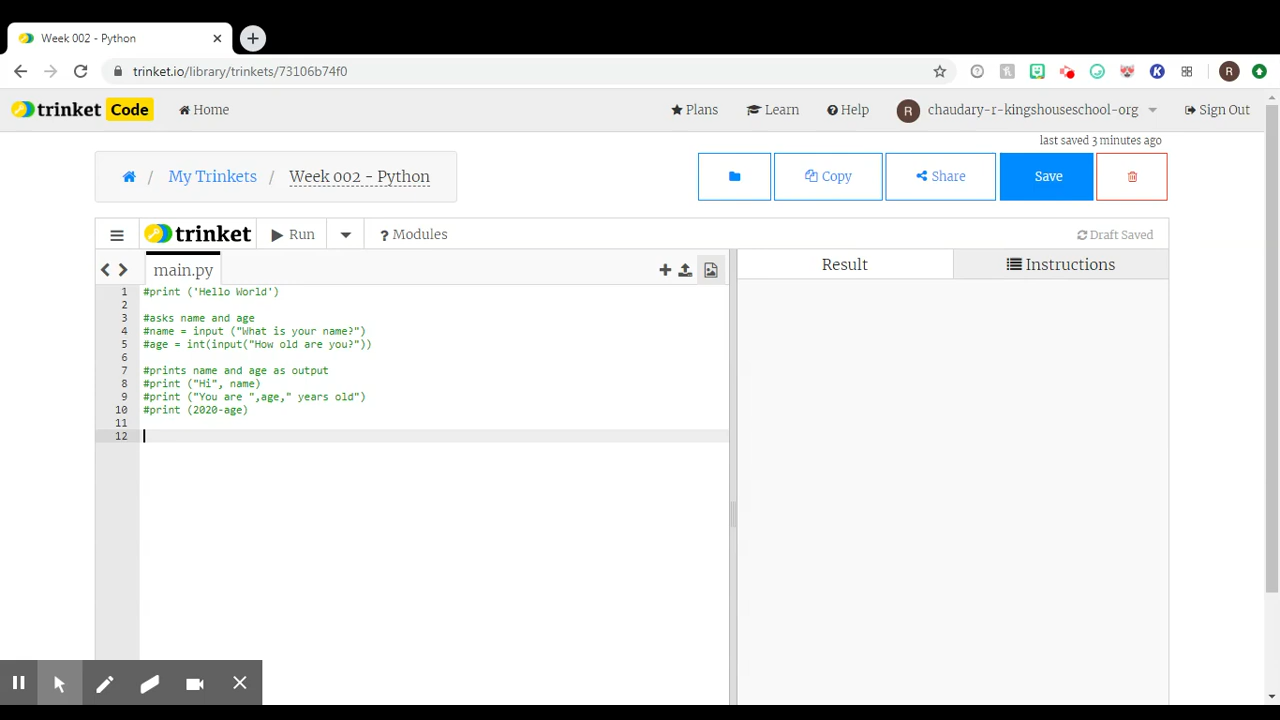 Week 002 - Python
trinket.io/library/trinkets/73106b74f0
R
trinket Code Home Plans Learn Help R chaudary-r-kingshouseschool-org Sign Out
last saved 3 minutes ago
/ My Trinkets / Week 002 - Python Copy Share Save
trinket Run ? Modules Draft Saved
main.py Result Instructions
1 #print ('Hello World')
2
3 #asks name and age
4 #name = input ("What is your name?")
5 #age = int(input("How old are you?"))
6
7 #prints name and age as output
8 #print ("Hi", name)
9 #print ("You are ",age," years old")
10 #print (2020-age)
11
12